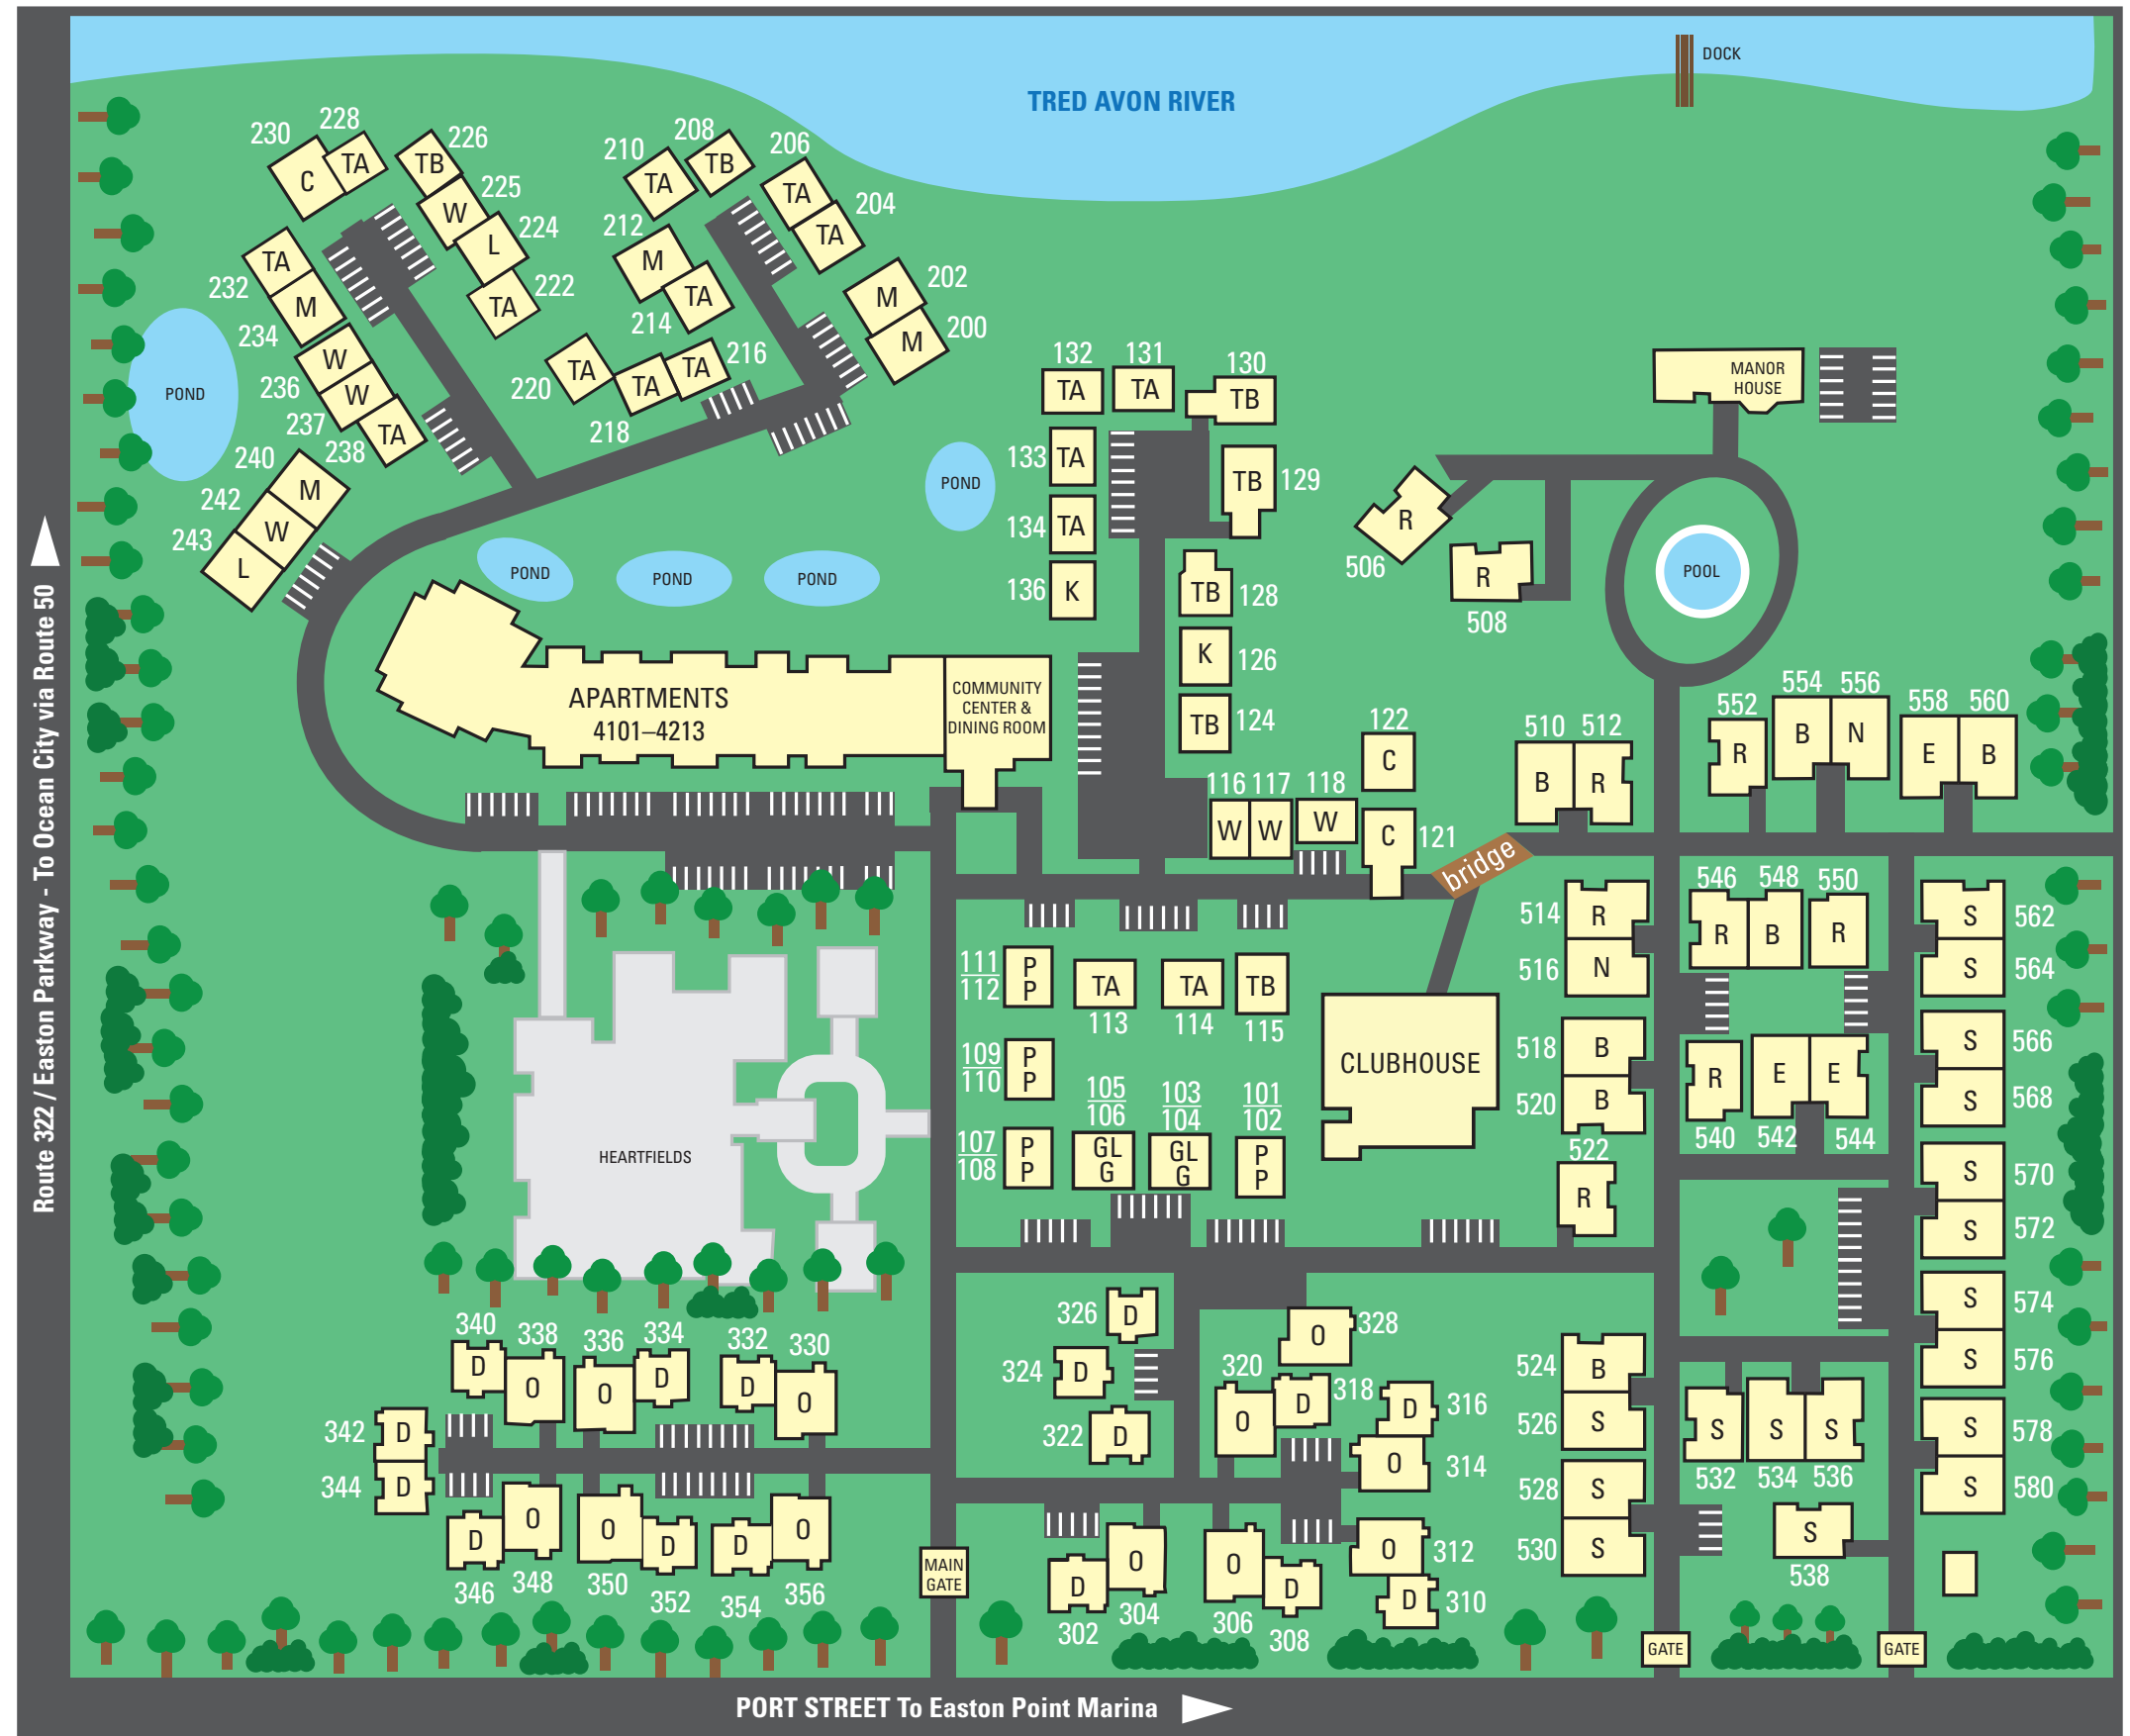 DOCK
TRED AVON RIVER
230
228
C
TA
226
TB
225
W
224
L
222
TA
210
TA
208
TB
206
TA
204
TA
212
M
214
TA
202
M
200
M
216
TA
218
TA
220
TA
232
TA
234
M
236
W
237
W
238
TA
240
M
242
W
243
L
POND
132
TA
131
TA
130
TB
133
TA
129
TB
134
TA
136
K
128
TB
126
K
124
TB
POND
POND
POND
POND
MANOR
HOUSE
R
506
R
508
POOL
APARTMENTS
4101–4213
COMMUNITY
CENTER &
DINING ROOM
122
C
116
117
118
W
W
W
C
121
bridge
510
512
B
R
552
R
554
556
B
N
558
560
E
B
514
R
516
N
546
548
550
R
B
R
S
562
S
564
518
B
520
B
R
E
E
540
542
544
S
566
S
568
522
R
S
570
S
572
S
574
S
576
S
578
S
580
111
112
P
P
TA
113
TA
114
TB
115
109
110
P
P
107
108
P
P
105
106
GL
G
103
104
GL
G
101
102
P
P
CLUBHOUSE
HEARTFIELDS
340
D
338
O
336
O
334
D
332
D
330
O
342
D
344
D
D
346
O
348
O
350
D
352
D
354
O
356
326
D
324
D
322
D
328
O
320
O
318
D
316
D
314
O
312
O
310
D
D
302
O
304
O
306
D
308
524
B
526
S
528
S
530
S
S
S
S
532
534
536
S
538
MAIN
GATE
GATE
GATE
Route 322 / Easton Parkway - To Ocean City via Route 50
PORT STREET To Easton Point Marina